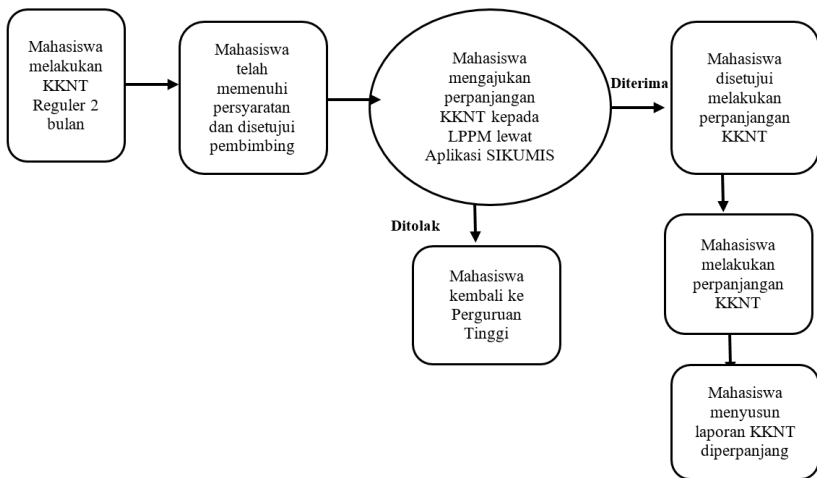 Mahasiswa
melakukan
KKNT
Reguler 2
bulan
Mahasiswa
telah
memenuhi
persyaratan
dan disetujui
pembimbing
Mahasiswa
mengajukan
perpanjangan
KKNT kepada
LPPM lewat
Aplikasi SIKUMIS
Diterima
Mahasiswa
disetujui
melakukan
perpanjangan
KKNT
Ditolak
Mahasiswa
kembali ke
Perguruan
Tinggi
Mahasiswa
melakukan
perpanjangan
KKNT
Mahasiswa
menyusun
laporan KKNT
diperpanjang